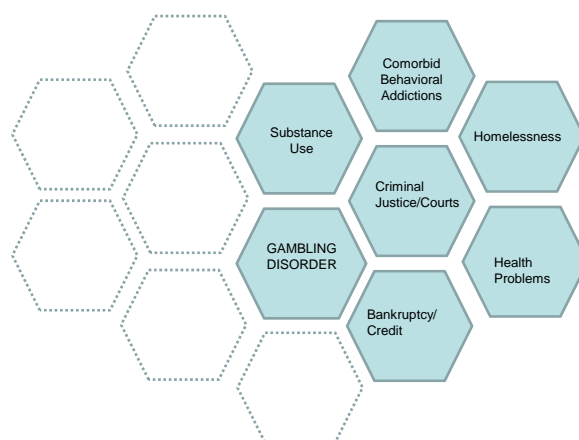 Comorbid
Behavioral
Addictions
Substance
Use
Homelessness
Criminal
Justice/Courts
GAMBLING
DISORDER
Health
Problems
Bankruptcy/
Credit